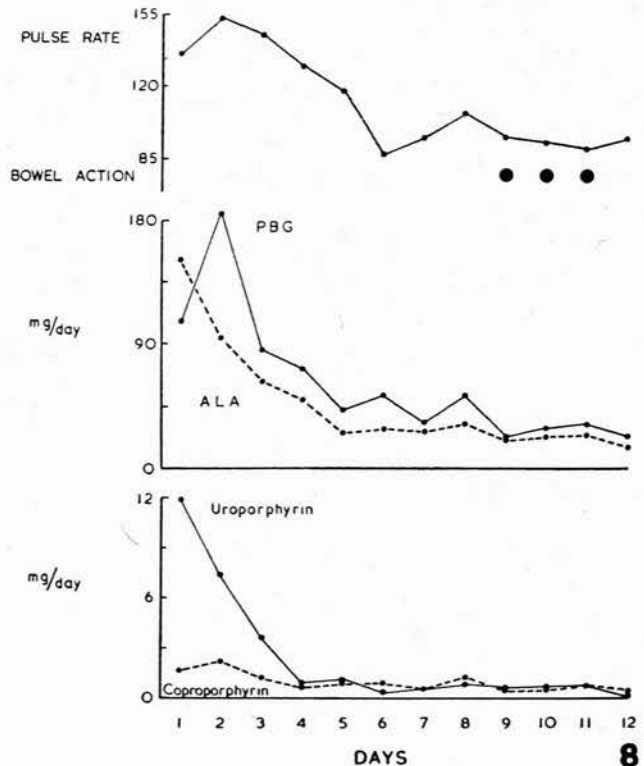 155
PULSE RATE
120
85
BOWEL ACTION
180
PBG
mg/day
90
ALA
0
12
Uroporphyrin
mg/day
6
Coproporphyrin
0
1 2 3 4 5 6 7 8 9 10 11 12
DAYS 8